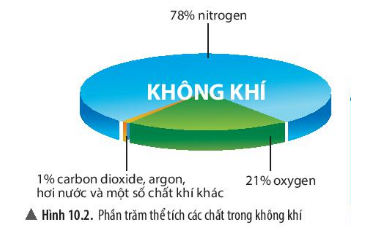 78% nitrogen
KHÔNG KHÍ
1% carbon dioxide, argon,
hơi nước và một số chất khí khác
21% oxygen
▲ Hình 10.2. Phần trăm thể tích các chất trong không khí